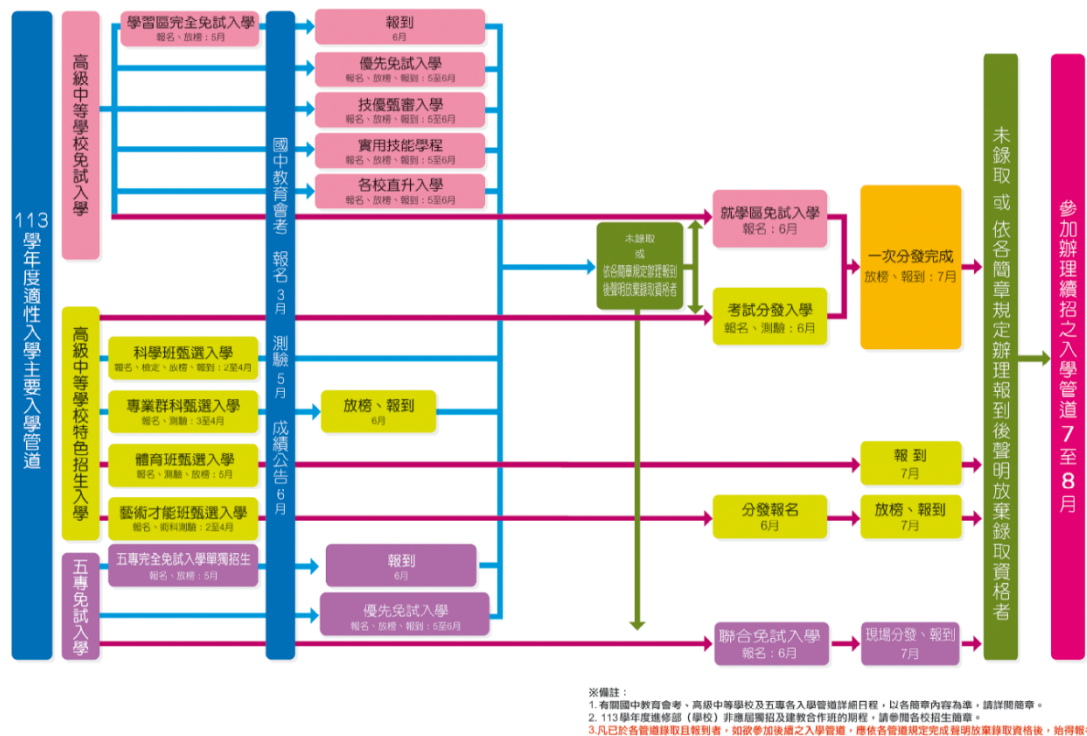 113
學年度適性入學主要入學管道
高級中等學校免試入學
學習區完全免試入學
報名、放榜:5月
報到
6月
優先免試入學
報名、放榜、報到:5至6月
技優甄審入學
報名、放榜、報到:5至6月
實用技能學程
報名、放榜、報到:5至6月
各校直升入學
報名、放榜、報到:5至6月
國中教育會考 報名3月 測驗5月 成績公告6月
高級中等學校特色招生入學
科學班甄選入學
報名、檢定、放榜、報到:2至4月
專業群科甄選入學
報名、測驗:3至4月
放榜、報到
6月
體育班甄選入學
報名、測驗、放榜:5月
藝術才能班甄選入學
報名、術科測驗:2至4月
五專免試入學
五專完全免試入學單獨招生
報名、放榜:5月
報到
6月
優先免試入學
報名、放榜、報到:5至6月
未錄取
或
依各簡章規定辦理報到
後聲明放棄錄取資格者
就學區免試入學
報名:6月
考試分發入學
報名、測驗:6月
一次分發完成
放榜、報到:7月
報到
7月
分發報名
6月
放榜、報到
7月
聯合免試入學
報名:6月
現場分發、報到
7月
未錄取 或 依各簡章規定辦理報到後聲明放棄錄取資格者
參加辦理續招之入學管道7至8月
※備註:
1.有關國中教育會考、高級中等學校及五專各入學管道詳細日程,以各簡章內容為準,請詳閱簡章。
2. 113學年度進修部(學校)非應屆獨招及建教合作班的期程,請參閱各校招生簡章。
3.凡已於各管道錄取且報到者,如欲參加後續之入學管道,應依各管道規定完成聲明放棄錄取資格後,始得報